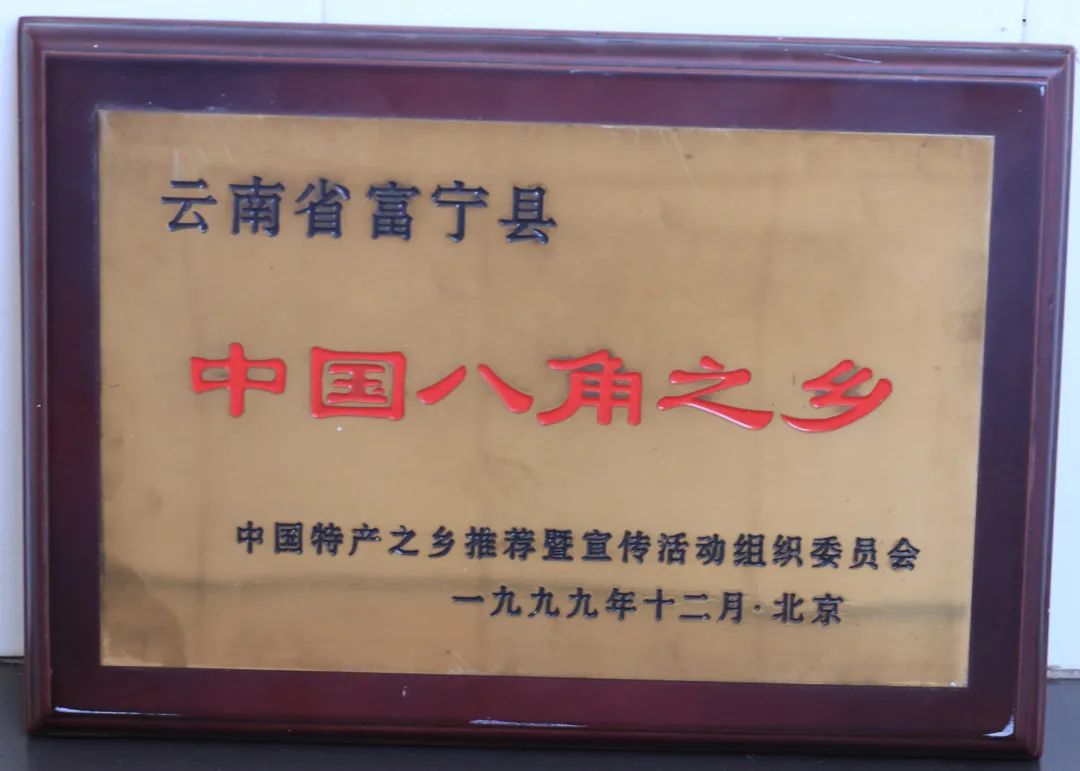 云南省富宁县
中国八角之乡
中国特产之乡推荐暨宣传活动组织委员会
一九九九年十二月·北京